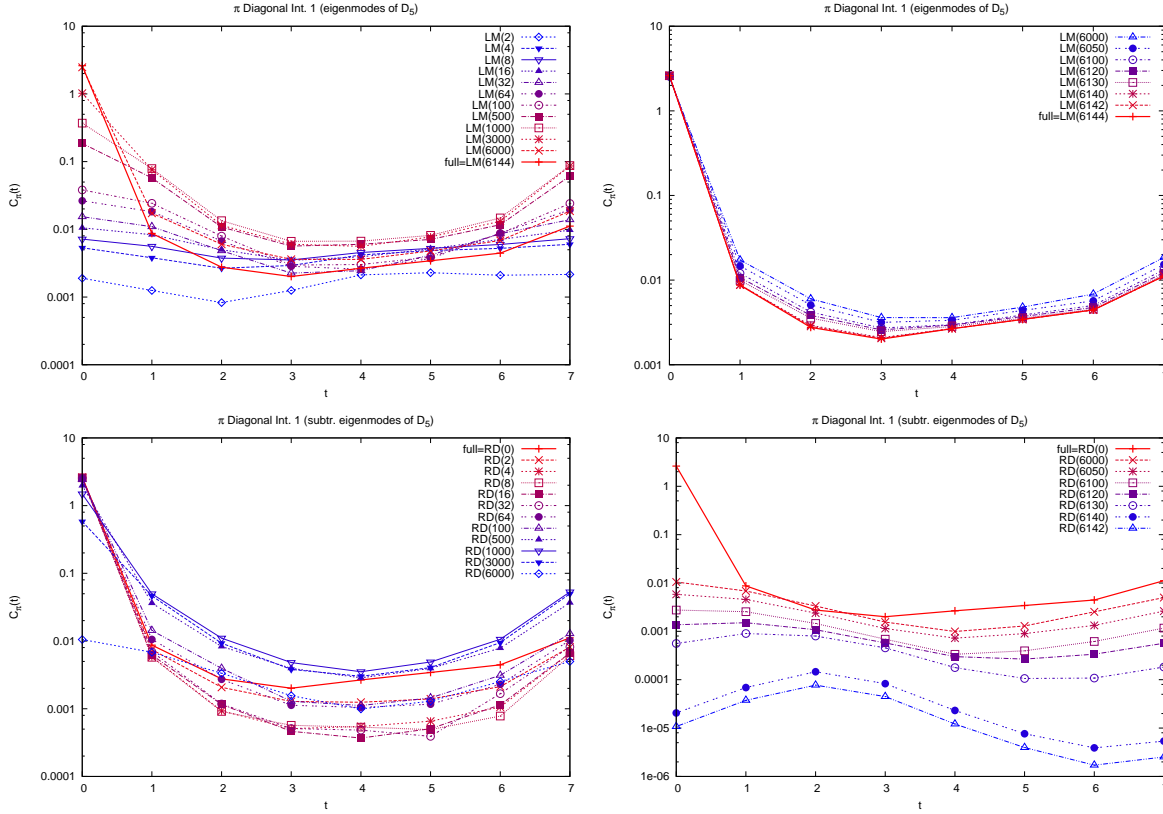 π Diagonal Int. 1 (eigenmodes of D5)
Cπ(t)
t
10
1
0.1
0.01
0.001
0.0001
0 1 2 3 4 5 6 7
LM(2)
LM(4)
LM(8)
LM(16)
LM(32)
LM(64)
LM(100)
LM(500)
LM(1000)
LM(3000)
LM(6000)
full=LM(6144)
π Diagonal Int. 1 (eigenmodes of D5)
Cπ(t)
t
10
1
0.1
0.01
0.001
0 1 2 3 4 5 6 7
LM(6000)
LM(6050)
LM(6100)
LM(6120)
LM(6130)
LM(6140)
LM(6142)
full=LM(6144)
π Diagonal Int. 1 (subtr. eigenmodes of D5)
Cπ(t)
t
10
1
0.1
0.01
0.001
0.0001
0 1 2 3 4 5 6 7
full=RD(0)
RD(2)
RD(4)
RD(8)
RD(16)
RD(32)
RD(64)
RD(100)
RD(500)
RD(1000)
RD(3000)
RD(6000)
π Diagonal Int. 1 (subtr. eigenmodes of D5)
Cπ(t)
t
10
1
0.1
0.01
0.001
0.0001
1e-05
1e-06
0 1 2 3 4 5 6 7
full=RD(0)
RD(6000)
RD(6050)
RD(6100)
RD(6120)
RD(6130)
RD(6140)
RD(6142)